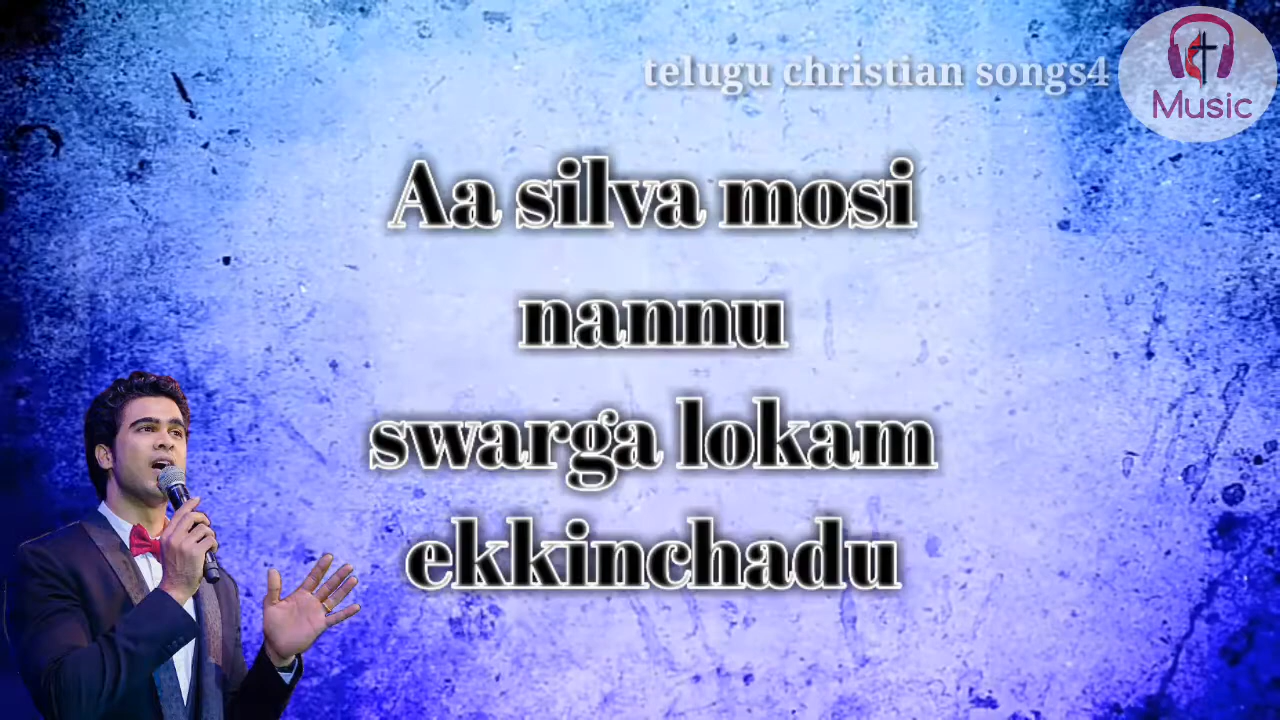 telugu christian songs4
Music
Aa silva mosi
nannu
swarga lokam
ekkinchadu